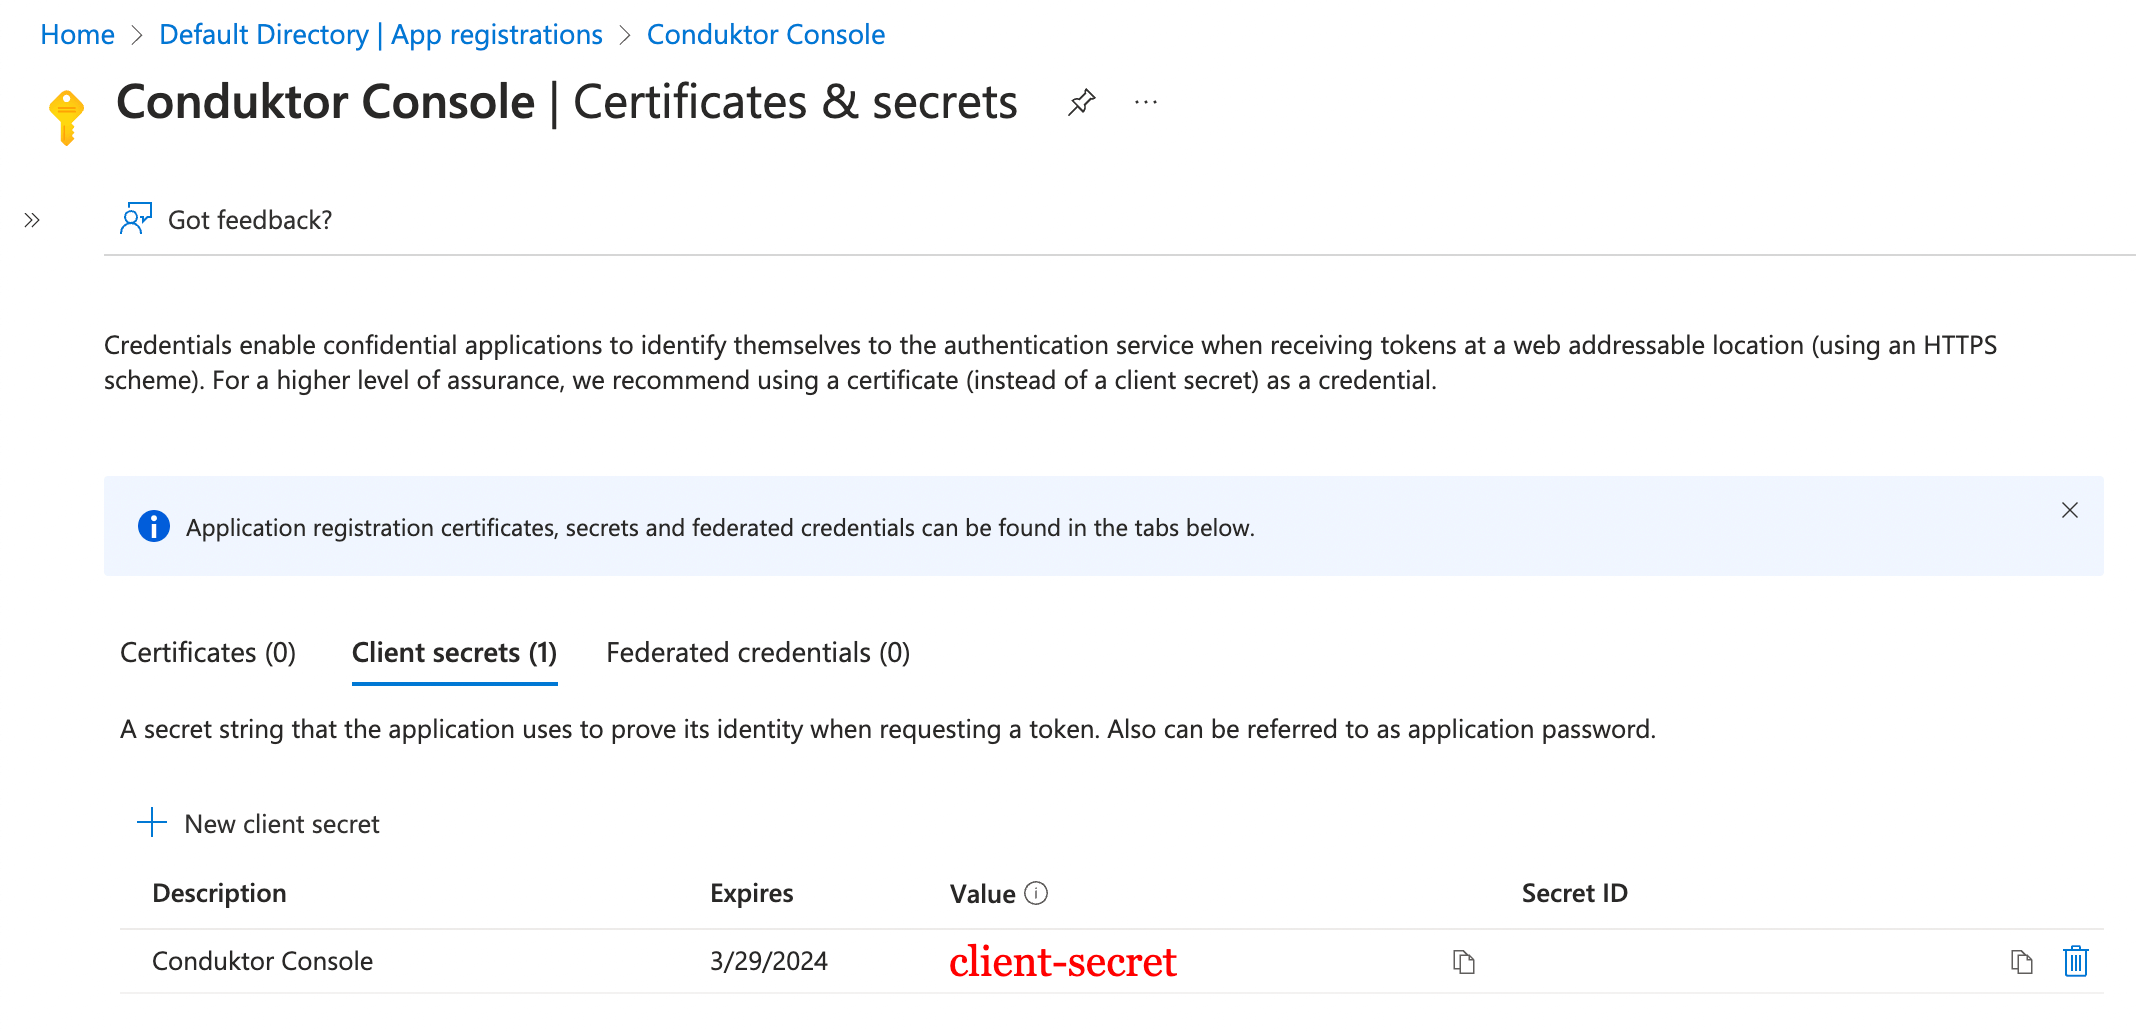 Home > Default Directory | App registrations > Conduktor Console
Conduktor Console | Certificates & secrets ...
» Got feedback?
Credentials enable confidential applications to identify themselves to the authentication service when receiving tokens at a web addressable location (using an HTTPS
scheme). For a higher level of assurance, we recommend using a certificate (instead of a client secret) as a credential.
Application registration certificates, secrets and federated credentials can be found in the tabs below.
Certificates (0) Client secrets (1) Federated credentials (0)
A secret string that the application uses to prove its identity when requesting a token. Also can be referred to as application password.
New client secret
Description Expires Value Secret ID
Conduktor Console 3/29/2024 client-secret